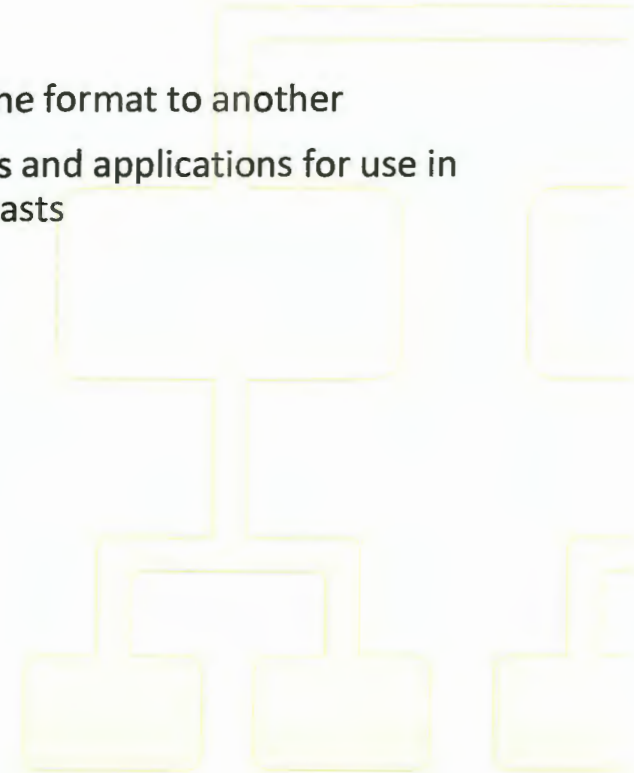 ne format to another
s and applications for use in
asts